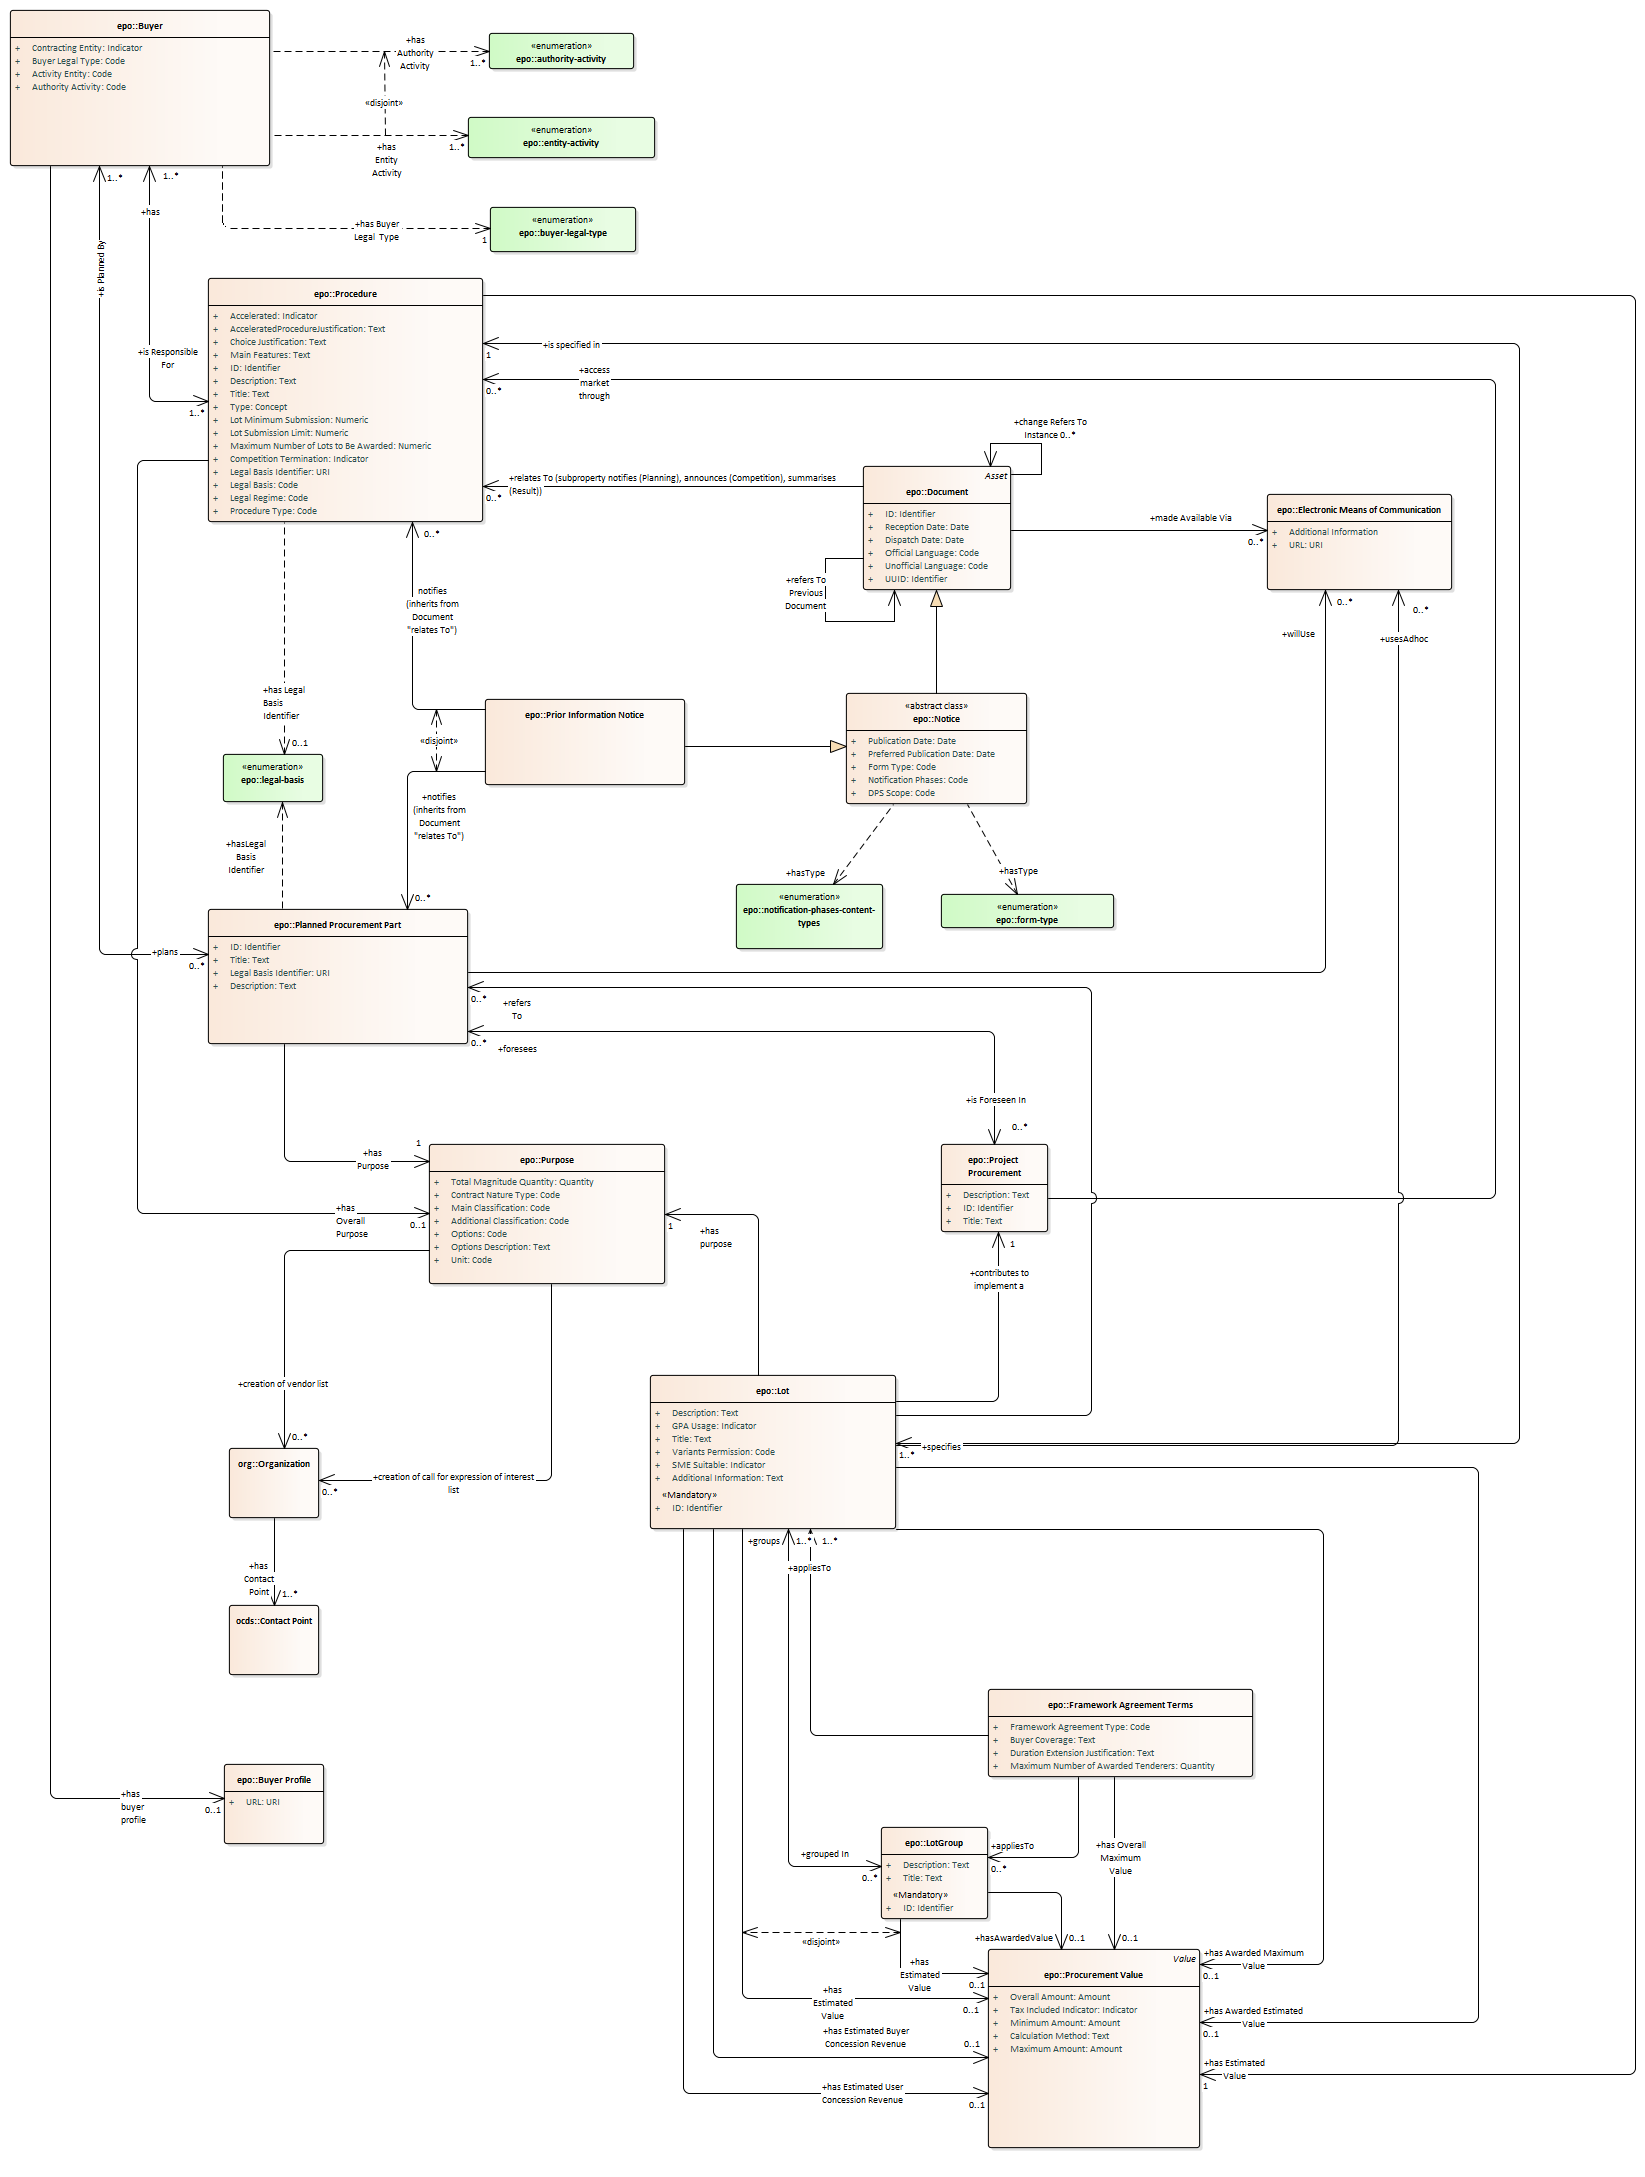 epo::Buyer
+ Contracting Entity: Indicator
+ Buyer Legal Type: Code
+ Activity Entity: Code
+ Authority Activity: Code
+has
Authority
Activity
1..*
«enumeration»
epo::authority-activity
«disjoint»
+has
Entity
Activity
1..*
«enumeration»
epo::entity-activity
1..*
1..*
+has
+is Planned By
+has Buyer
Legal Type
1
«enumeration»
epo::buyer-legal-type
epo::Procedure
+ Accelerated: Indicator
+ AcceleratedProcedureJustification: Text
+ Choice Justification: Text
+ Main Features: Text
+ ID: Identifier
+ Description: Text
+ Title: Text
+ Type: Concept
+ Lot Minimum Submission: Numeric
+ Lot Submission Limit: Numeric
+ Maximum Number of Lots to Be Awarded: Numeric
+ Competition Termination: Indicator
+ Legal Basis Identifier: URI
+ Legal Basis: Code
+ Legal Regime: Code
+ Procedure Type: Code
+is Responsible
For
1..*
+is specified in
1
+access
market
through
0..*
+change Refers To
Instance 0..*
+relates To (subproperty notifies (Planning), announces (Competition), summarises
(Result))
0..*
Asset
epo::Document
+ ID: Identifier
+ Reception Date: Date
+ Dispatch Date: Date
+ Official Language: Code
+ Unofficial Language: Code
+ UUID: Identifier
+made Available Via
0..*
epo::Electronic Means of Communication
+ Additional Information
+ URL: URI
+refers To
Previous
Document
0..*
notifies
(inherits from
Document
"relates To")
0..*
+willUse
0..*
+usesAdhoc
+has Legal
Basis
Identifier
0..1
«enumeration»
epo::legal-basis
«disjoint»
epo::Prior Information Notice
«abstract class»
epo::Notice
+ Publication Date: Date
+ Preferred Publication Date: Date
+ Form Type: Code
+ Notification Phases: Code
+ DPS Scope: Code
+notifies
(inherits from
Document
"relates To")
0..*
+hasLegal
Basis
Identifier
+hasType
+hasType
«enumeration»
epo::notification-phases-content-
types
«enumeration»
epo::form-type
epo::Planned Procurement Part
+ ID: Identifier
+ Title: Text
+ Legal Basis Identifier: URI
+ Description: Text
+plans
0..*
0..*
+refers
To
0..*
+foresees
+is Foreseen In
0..*
epo::Project
Procurement
+ Description: Text
+ ID: Identifier
+ Title: Text
1
+has
Purpose
epo::Purpose
+ Total Magnitude Quantity: Quantity
+ Contract Nature Type: Code
+ Main Classification: Code
+ Additional Classification: Code
+ Options: Code
+ Options Description: Text
+ Unit: Code
+has
Overall
Purpose
0..1
1
+has
purpose
1
+contributes to
implement a
+creation of vendor list
0..*
org::Organization
+creation of call for expression of interest
list
0..*
epo::Lot
+ Description: Text
+ GPA Usage: Indicator
+ Title: Text
+ Variants Permission: Code
+ SME Suitable: Indicator
+ Additional Information: Text
«Mandatory»
+ ID: Identifier
+specifies
1..*
+groups
1..*
1..*
+appliesTo
+has
Contact
Point
1..*
ocds::Contact Point
epo::Framework Agreement Terms
+ Framework Agreement Type: Code
+ Buyer Coverage: Text
+ Duration Extension Justification: Text
+ Maximum Number of Awarded Tenderers: Quantity
+has
buyer
profile
0..1
epo::Buyer Profile
+ URL: URI
+grouped In
0..*
epo::LotGroup
+ Description: Text
+ Title: Text
«Mandatory»
+ ID: Identifier
+appliesTo
0..*
+has Overall
Maximum
Value
0..1
+hasAwardedValue
0..1
«disjoint»
+has
Estimated
Value
0..1
+has
Estimated
Value
0..1
+has Estimated Buyer
Concession Revenue
0..1
+has Estimated User
Concession Revenue
0..1
Value
epo::Procurement Value
+ Overall Amount: Amount
+ Tax Included Indicator: Indicator
+ Minimum Amount: Amount
+ Calculation Method: Text
+ Maximum Amount: Amount
+has Awarded Maximum
Value
0..1
+has Awarded Estimated
Value
0..1
+has Estimated
Value
1